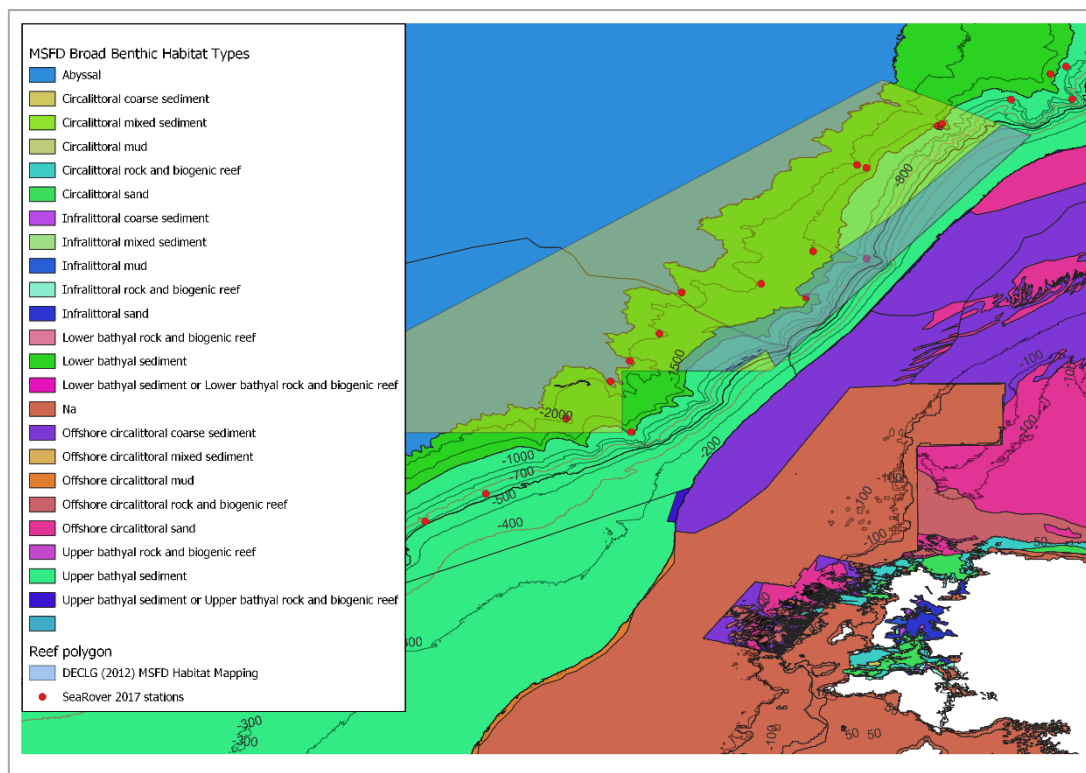 MSFD Broad Benthic Habitat Types
Abyssal
Circalittoral coarse sediment
Circalittoral mixed sediment
Circalittoral mud
Circalittoral rock and biogenic reef
Circalittoral sand
Infralittoral coarse sediment
Infralittoral mixed sediment
Infralittoral mud
Infralittoral rock and biogenic reef
Infralittoral sand
Lower bathyal rock and biogenic reef
Lower bathyal sediment
Lower bathyal sediment or Lower bathyal rock and biogenic reef
Na
Offshore circalittoral coarse sediment
Offshore circalittoral mixed sediment
Offshore circalittoral mud
Offshore circalittoral rock and biogenic reef
Offshore circalittoral sand
Upper bathyal rock and biogenic reef
Upper bathyal sediment
Upper bathyal sediment or Upper bathyal rock and biogenic reef
Reef polygon
DECLG (2012) MSFD Habitat Mapping
SeaRover 2017 stations
-800
-1500
-2000
-1000
-700
-500
-400
-200
-100
-100
-100
-100
-100
-100
50
-300
-300
-100
50
50